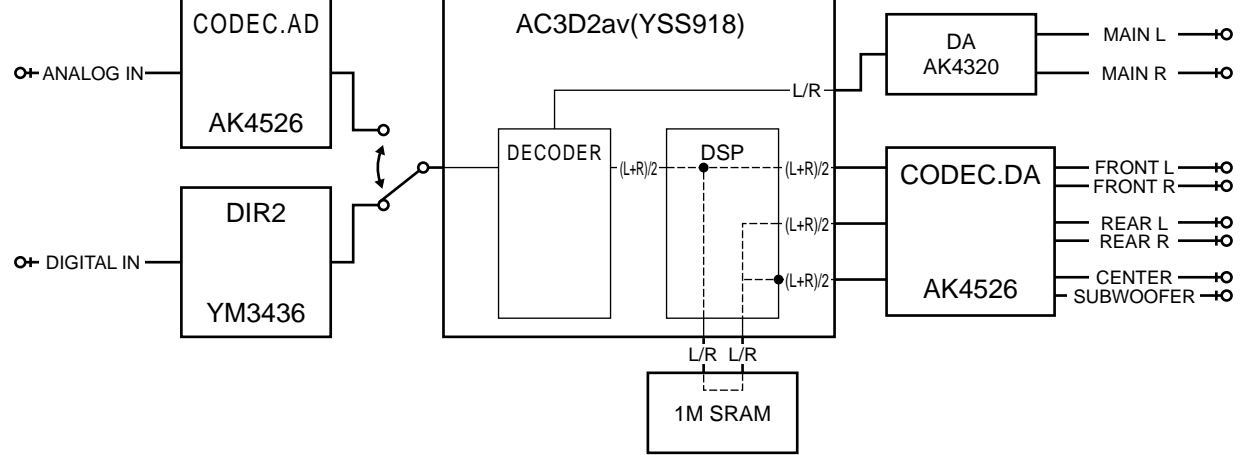 CODEC.AD
AC3D2av(YSS918)
DA
AK4320
MAIN L
MAIN R
ANALOG IN
L/R
AK4526
DECODER
DSP
(L+R)/2
(L+R)/2
CODEC.DA
FRONT L
FRONT R
DIR2
(L+R)/2
REAR L
REAR R
DIGITAL IN
(L+R)/2
CENTER
SUBWOOFER
AK4526
YM3436
L/R
L/R
1M SRAM